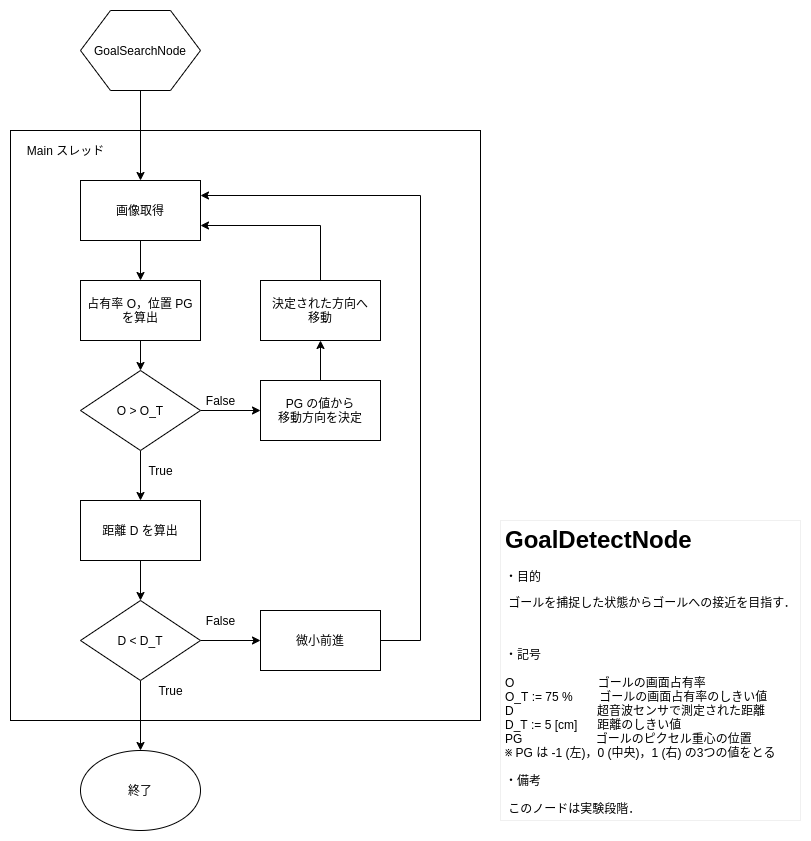 GoalSearchNode
Main スレッド
画像取得
占有率 O，位置 PG
を算出
決定された方向へ
移動
O > O_T
False
PG の値から
移動方向を決定
True
距離 D を算出
D < D_T
False
微小前進
True
終了
GoalDetectNode
・目的
ゴールを捕捉した状態からゴールへの接近を目指す．
・記号
O ゴールの画面占有率
O_T := 75 % ゴールの画面占有率のしきい値
D 超音波センサで測定された距離
D_T := 5 [cm] 距離のしきい値
PG ゴールのピクセル重心の位置
※ PG は -1 (左)，0 (中央)，1 (右) の3つの値をとる
・備考
このノードは実験段階．